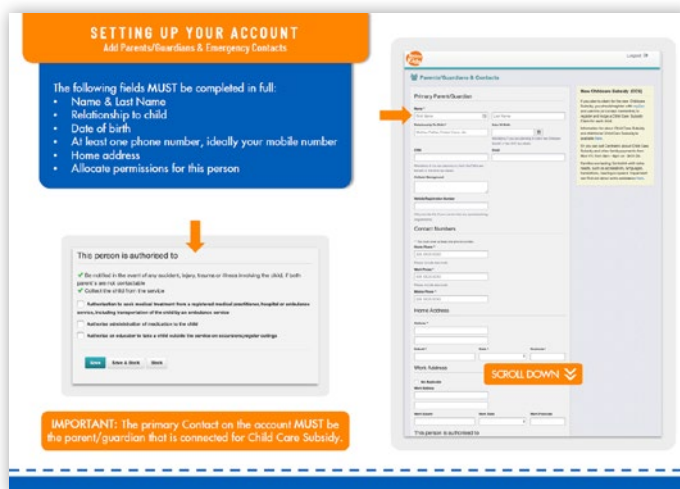 SETTING UP YOUR ACCOUNT
Add Parents/Guardians & Emergency Contacts
The following fields MUST be completed in full:
• Name & Last Name
• Relationship to child
• Date of birth
• At least one phone number, ideally your mobile number
• Home address
• Allocate permissions for this person
This person is authorised to
Be notified in the event of any accident, injury, trauma or illness involving the child, if both
parent's are not contactable
Collect the child from the service
Authorisation to seek medical treatment from a registered medical practitioner, hospital or ambulance
service, including transportation of the child by an ambulance service
Authorise administration of medication to the child
Authorise an educator to take a child outside the service on excursions/regular outings
Save
Save & Back
Back
IMPORTANT: The primary Contact on the account MUST be
the parent/guardian that is connected for Child Care Subsidy.
Logout
Parents/Guardians & Contacts
Primary Parent/Guardian
Name *
First Name
Last Name
Contact Numbers
Home Phone *
Work Phone *
Mobile Phone *
Home Address
Address *
Suburb *
State *
Postcode *
Work Address
Work Address
Work Suburb
Work State
Work Postcode
This person is authorised to
New Childcare Subsidy (CCS)
SCROLL DOWN